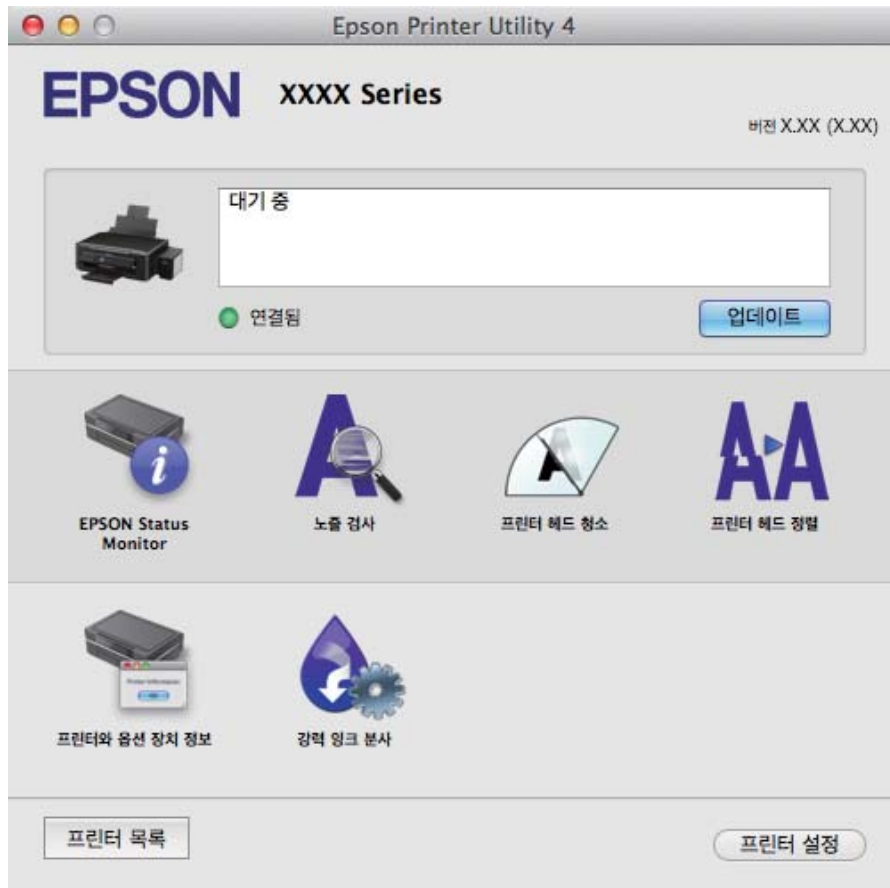 Epson Printer Utility 4
EPSON XXXX Series
버전 X.XX (X.XX)
대기 중
연결됨
업데이트
EPSON Status
Monitor
노즐 검사
프린터 헤드 청소
프린터 헤드 정렬
Printer Information
프린터와 옵션 장치 정보
강력 잉크 분사
프린터 목록
프린터 설정